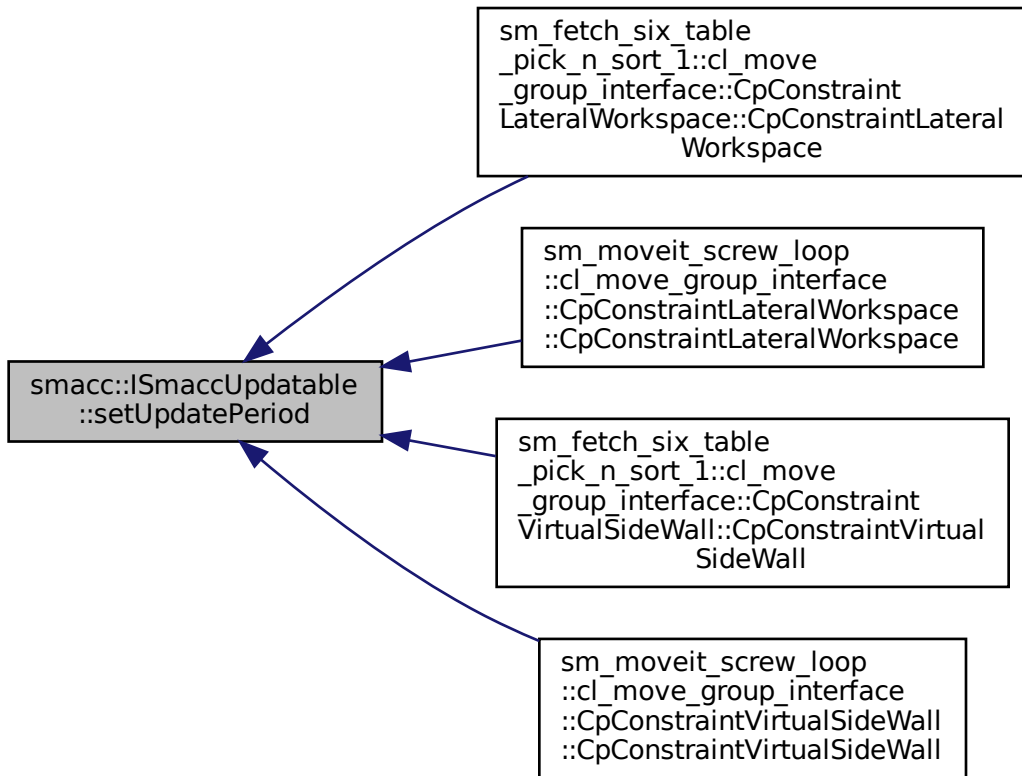 sm_fetch_six_table
_pick_n_sort_1::cl_move
_group_interface::CpConstraint
LateralWorkspace::CpConstraintLateral
Workspace
sm_moveit_screw_loop
::cl_move_group_interface
::CpConstraintLateralWorkspace
::CpConstraintLateralWorkspace
smacc::ISmaccUpdatable
::setUpdatePeriod
sm_fetch_six_table
_pick_n_sort_1::cl_move
_group_interface::CpConstraint
VirtualSideWall::CpConstraintVirtual
SideWall
sm_moveit_screw_loop
::cl_move_group_interface
::CpConstraintVirtualSideWall
::CpConstraintVirtualSideWall